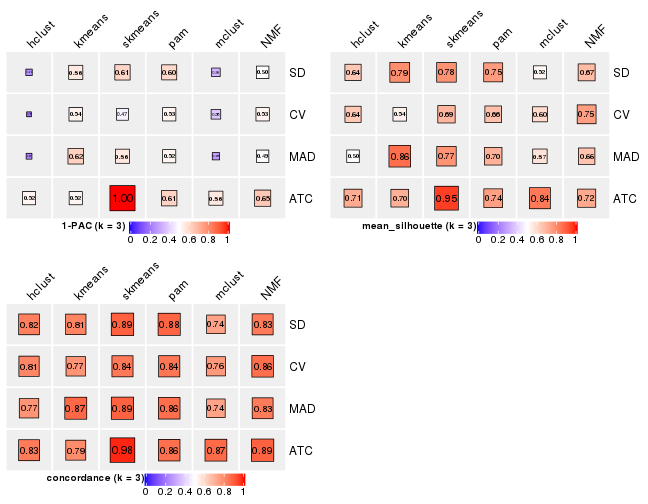 hclust kmeans skmeans pam mclust NMF
0.56 0.61 0.60 0.50 SD
0.54 0.47 0.53 0.53 CV
0.62 0.56 0.52 0.49 MAD
0.52 0.52 1.00 0.61 0.56 0.65 ATC
1-PAC (k = 3)
0 0.2 0.4 0.6 0.8 1
hclust kmeans skmeans pam mclust NMF
0.64 0.79 0.78 0.75 0.52 0.67 SD
0.64 0.54 0.69 0.66 0.60 0.75 CV
0.50 0.86 0.77 0.70 0.57 0.66 MAD
0.71 0.70 0.95 0.74 0.84 0.72 ATC
mean_silhouette (k = 3)
0 0.2 0.4 0.6 0.8 1
hclust kmeans skmeans pam mclust NMF
0.82 0.81 0.89 0.88 0.74 0.83 SD
0.81 0.77 0.84 0.84 0.76 0.86 CV
0.77 0.87 0.89 0.86 0.74 0.83 MAD
0.83 0.79 0.98 0.86 0.87 0.89 ATC
concordance (k = 3)
0 0.2 0.4 0.6 0.8 1